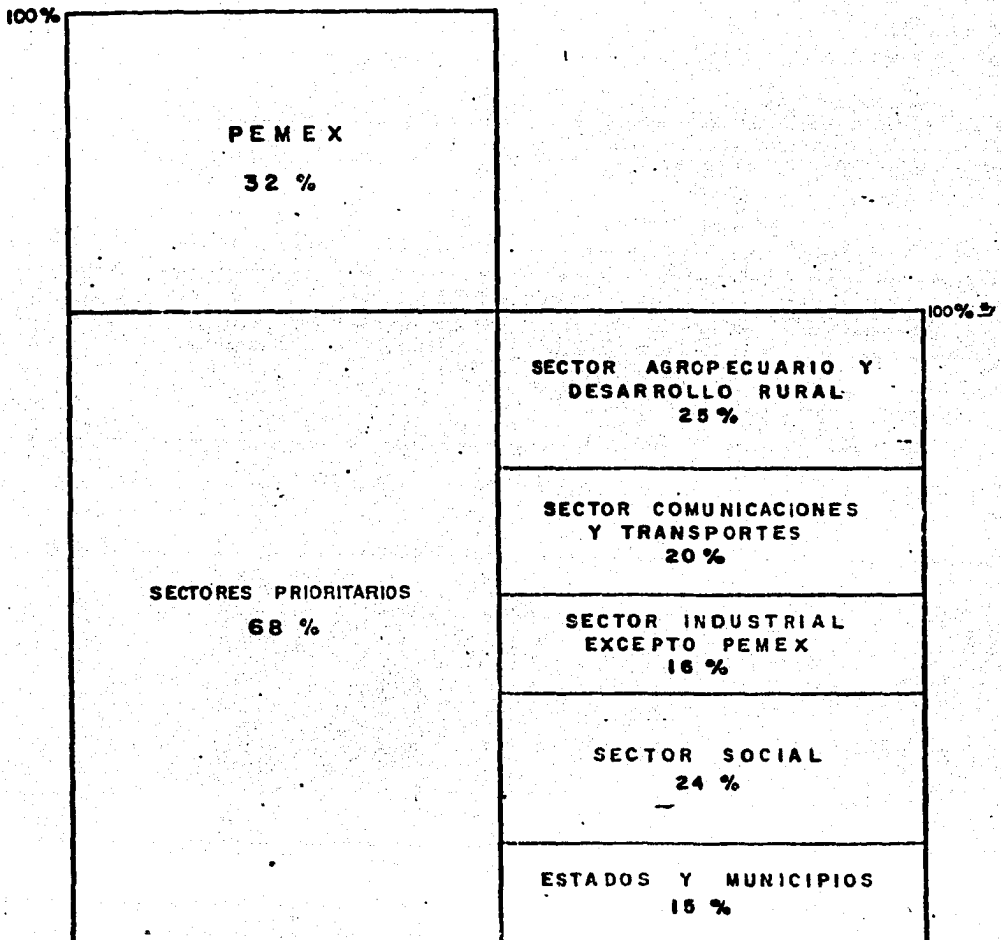 100%
PEMEX
32 %
100%
SECTOR AGROPECUARIO Y
DESARROLLO RURAL
25 %
SECTOR COMUNICACIONES
Y TRANSPORTES
20 %
SECTORES PRIORITARIOS
68 %
SECTOR INDUSTRIAL
EXCEPTO PEMEX
16 %
SECTOR SOCIAL
24 %
ESTADOS Y MUNICIPIOS
15 %